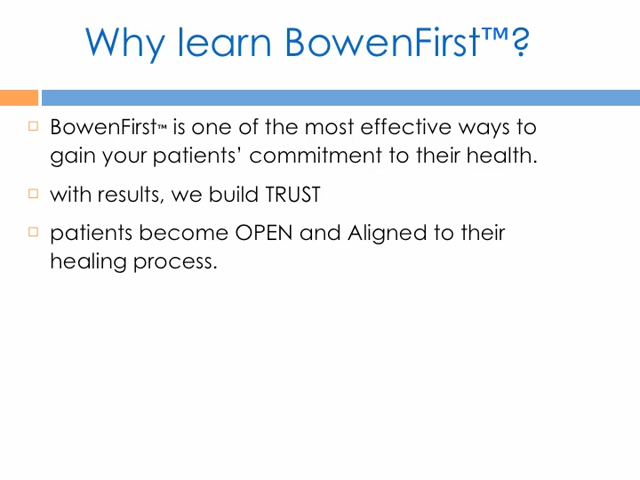 Why learn BowenFirst™?
BowenFirst™ is one of the most effective ways to
gain your patients’ commitment to their health.
with results, we build TRUST
patients become OPEN and Aligned to their
healing process.